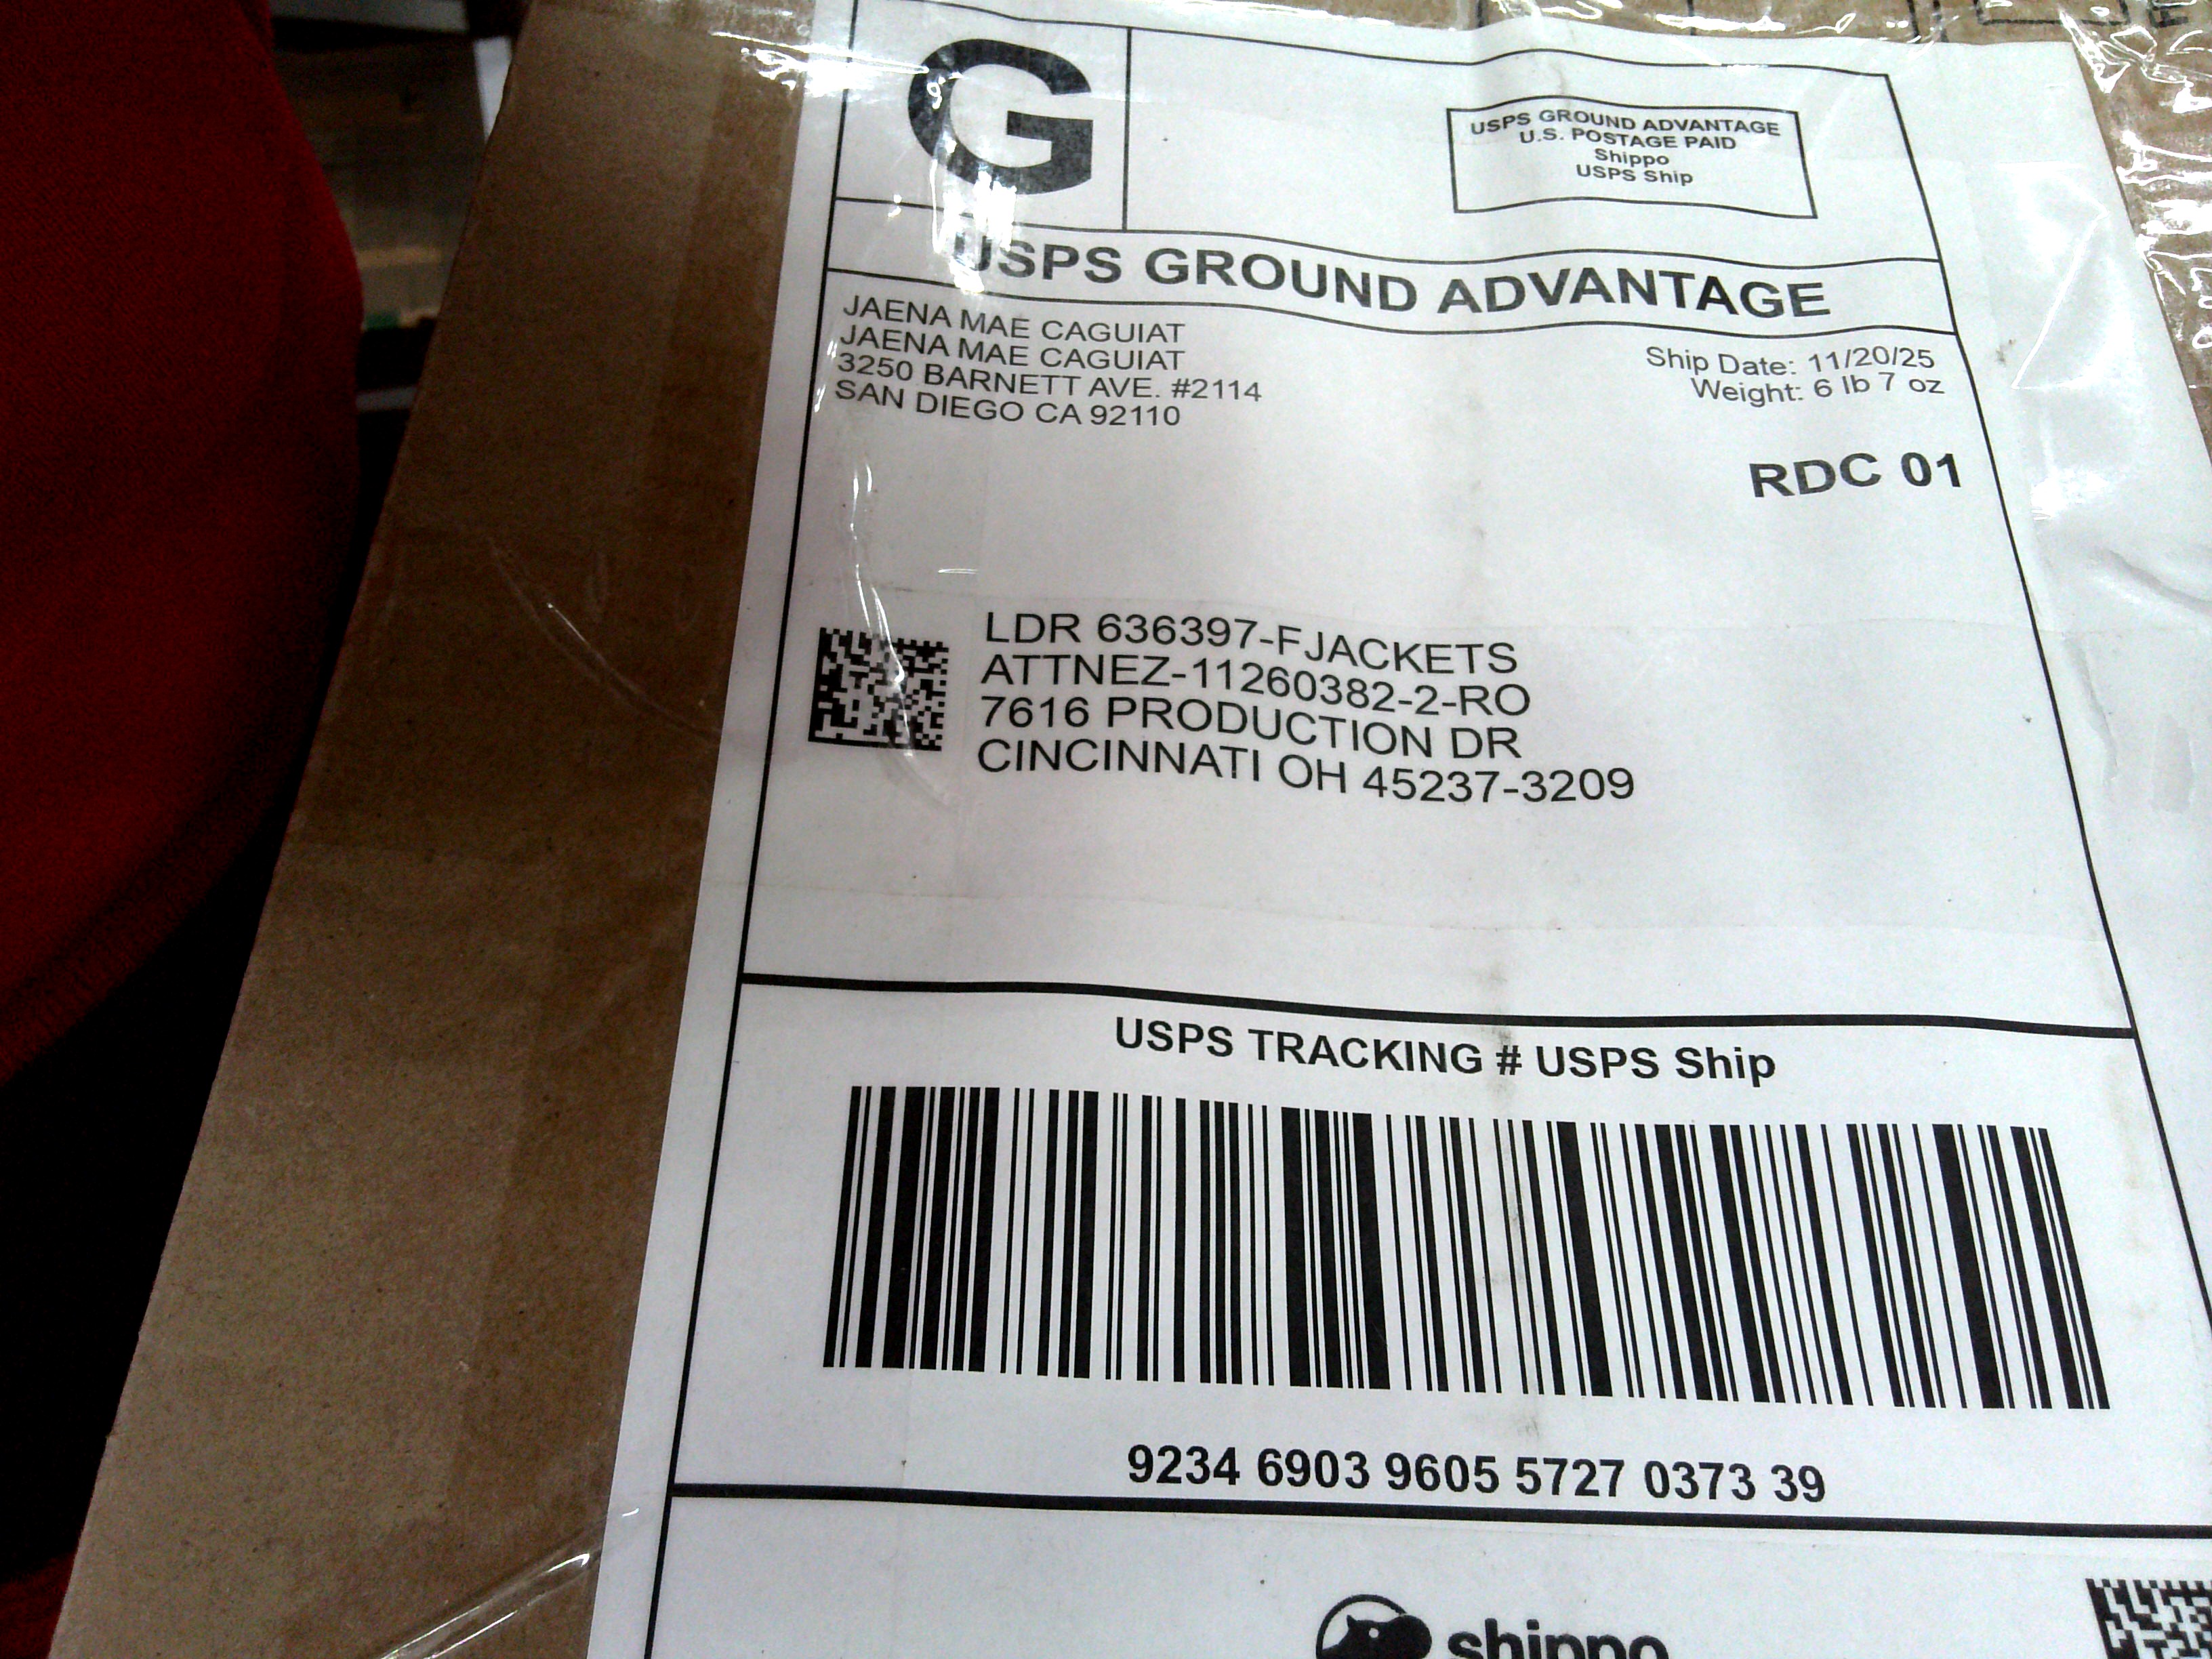 G
USPS GROUND ADVANTAGE
U.S. POSTAGE PAID
Shippo
USPS Ship
USPS GROUND ADVANTAGE
JAENA MAE CAGUIAT
JAENA MAE CAGUIAT
3250 BARNETT AVE. #2114
SAN DIEGO CA 92110
Ship Date: 11/20/25
Weight: 6 lb 7 oz
RDC 01
LDR 636397-FJACKETS
ATTNEZ-11260382-2-RO
7616 PRODUCTION DR
CINCINNATI OH 45237-3209
USPS TRACKING # USPS Ship
9234 6903 9605 5727 0373 39
shippo